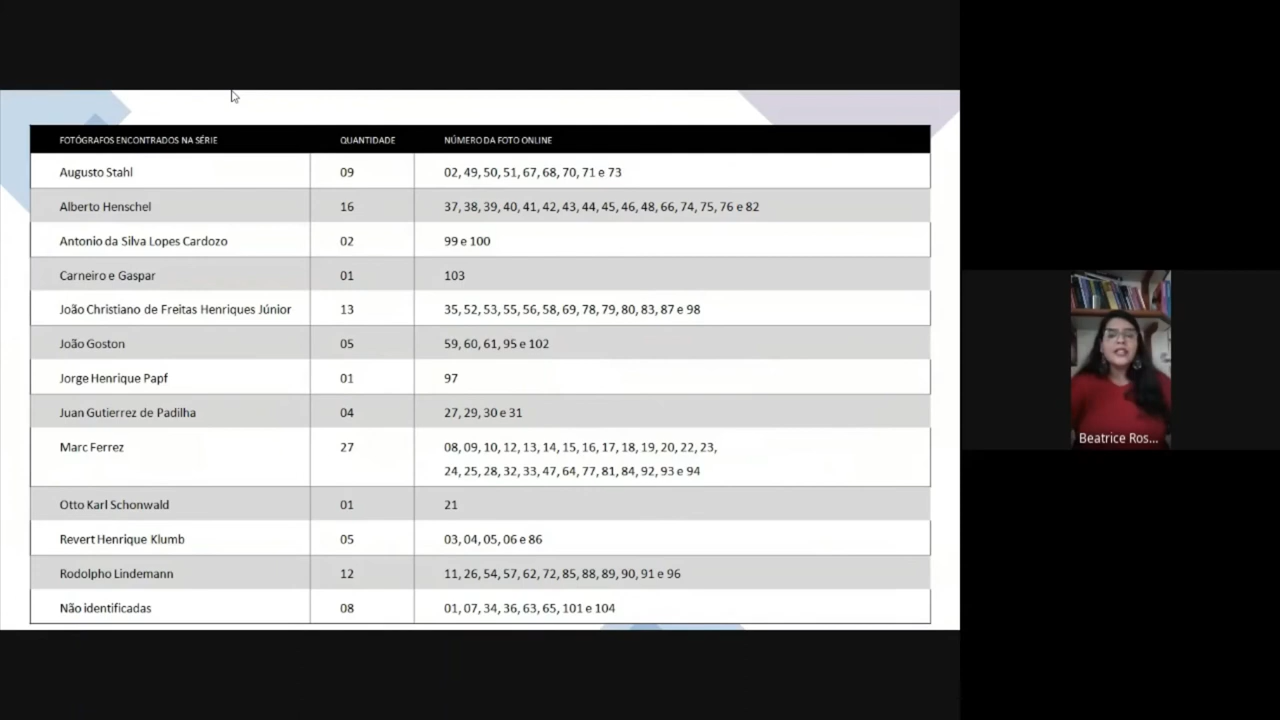 FOTÓGRAFOS ENCONTRADOS NA SÉRIE QUANTIDADE NÚMERO DA FOTO ONLINE
Augusto Stahl 09 02, 49, 50, 51, 67, 68, 70, 71 e 73
Alberto Henschel 16 37, 38, 39, 40, 41, 42, 43, 44, 45, 46, 48, 66, 74, 75, 76 e 82
Antonio da Silva Lopes Cardozo 02 99 e 100
Carneiro e Gaspar 01 103
João Christiano de Freitas Henriques Júnior 13 35, 52, 53, 55, 56, 58, 69, 78, 79, 80, 83, 87 e 98
João Goston 05 59, 60, 61, 95 e 102
Jorge Henrique Papf 01 97
Juan Gutierrez de Padilha 04 27, 29, 30 e 31
Marc Ferrez 27 08, 09, 10, 12, 13, 14, 15, 16, 17, 18, 19, 20, 22, 23,
24, 25, 28, 32, 33, 47, 64, 77, 81, 84, 92, 93 e 94
Otto Karl Schonwald 01 21
Revert Henrique Klumb 05 03, 04, 05, 06 e 86
Rodolpho Lindemann 12 11, 26, 54, 57, 62, 72, 85, 88, 89, 90, 91 e 96
Não identificadas 08 01, 07, 34, 36, 63, 65, 101 e 104
Beatrice Ros...